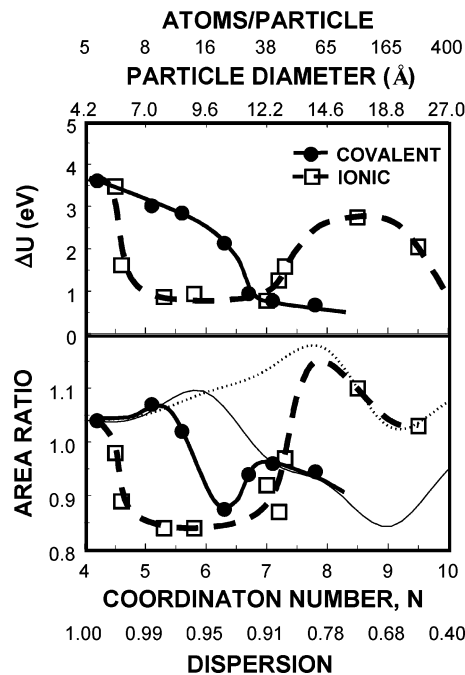 ATOMS/PARTICLE
5 8 10 16 38 65 165 400
PARTICLE DIAMETER (Å)
4.2 7.0 9.6 12.2 14.6 18.8 27.0
5
4
3
2
1
0
ΔU (eV)
COVALENT
IONIC
1.1
1.0
0.9
0.8
AREA RATIO
4 5 6 7 8 9 10
COORDINATON NUMBER, N
1.00 0.99 0.95 0.91 0.78 0.68 0.40
DISPERSION